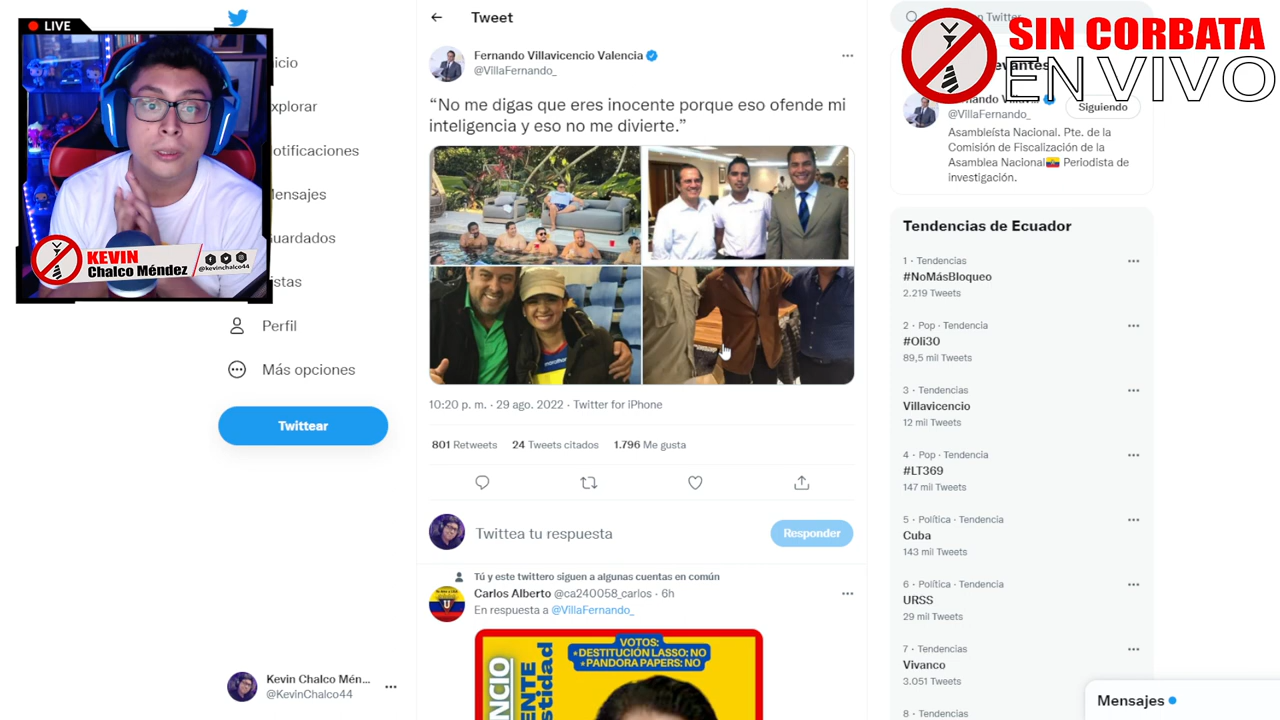 LIVE
KEVIN
Chalco Méndez
@kevinchalco44
SIN CORBATA
EN VIVO
icio
xplorar
otificaciones
Mensajes
uardados
istas
Perfil
Más opciones
Twittear
Kevin Chalco Mén...
@KevinChalco44
Tweet
Fernando Villavicencio Valencia
@VillaFernando_
“No me digas que eres inocente porque eso ofende mi
inteligencia y eso no me divierte.”
10:20 p. m. · 29 ago. 2022 · Twitter for iPhone
801 Retweets 24 Tweets citados 1.796 Me gusta
Twittea tu respuesta
Responder
Tú y este twittero siguen a algunas cuentas en común
Carlos Alberto @ca240058_carlos · 6h
En respuesta a @VillaFernando_
VOTOS:
*DESTITUCIÓN LASSO: NO
*PANDORA PAPERS: NO
Twitter
evantes
rnando Villavi...
@VillaFernando_
Siguiendo
Asambleísta Nacional. Pte. de la
Comisión de Fiscalización de la
Asamblea Nacional🇪🇨 Periodista de
investigación.
Tendencias de Ecuador
1 · Tendencias
#NoMásBloqueo
2.219 Tweets
2 · Pop · Tendencia
#Oli30
89,5 mil Tweets
3 · Tendencias
Villavicencio
12 mil Tweets
4 · Pop · Tendencia
#LT369
147 mil Tweets
5 · Política · Tendencia
Cuba
143 mil Tweets
6 · Política · Tendencia
URSS
29 mil Tweets
7 · Tendencias
Vivanco
3.051 Tweets
8 · Tendencias
Mensajes